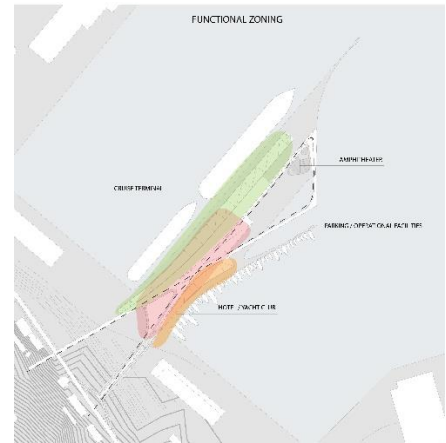 FUNCTIONAL ZONING
AMPHITHEATER
CRUISE TERMINAL
PARKING / OPERATIONAL FACILITIES
HOTEL / YACHT CLUB